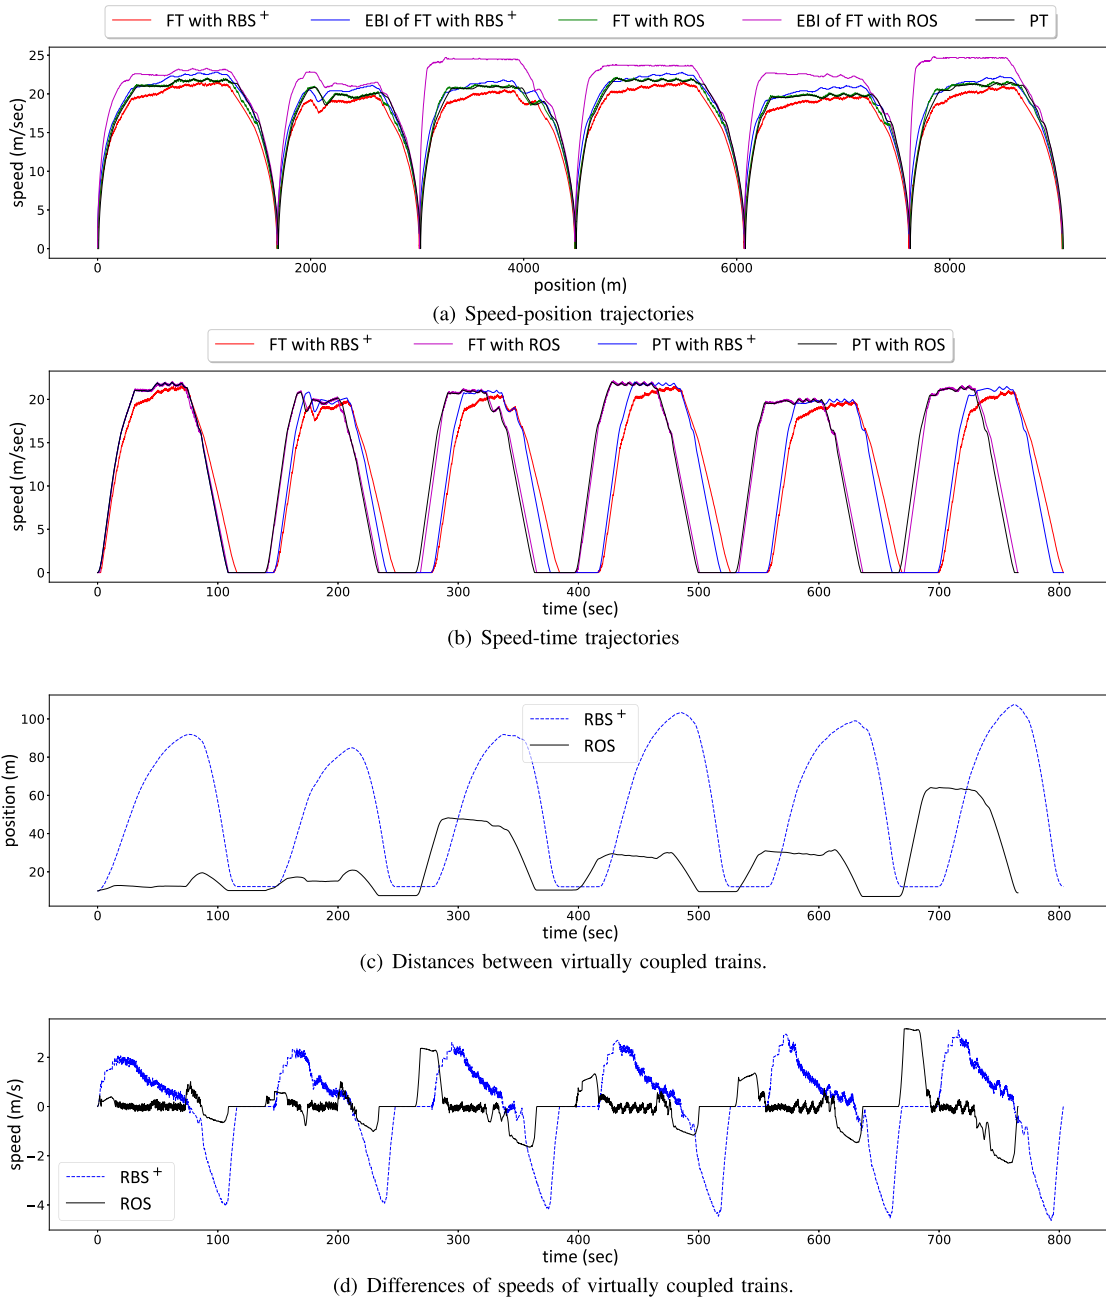 FT with RBS⁺ EBI of FT with RBS⁺ FT with ROS EBI of FT with ROS PT
25
20
15
10
5
0
speed (m/sec)
0 2000 4000 6000 8000
position (m)
(a) Speed-position trajectories
FT with RBS⁺ FT with ROS PT with RBS⁺ PT with ROS
20
15
10
5
0
speed (m/sec)
0 100 200 300 400 500 600 700 800
time (sec)
(b) Speed-time trajectories
100
80
60
40
20
position (m)
RBS⁺
ROS
0 100 200 300 400 500 600 700 800
time (sec)
(c) Distances between virtually coupled trains.
2
0
−2
−4
speed (m/s)
RBS⁺
ROS
0 100 200 300 400 500 600 700 800
time (sec)
(d) Differences of speeds of virtually coupled trains.